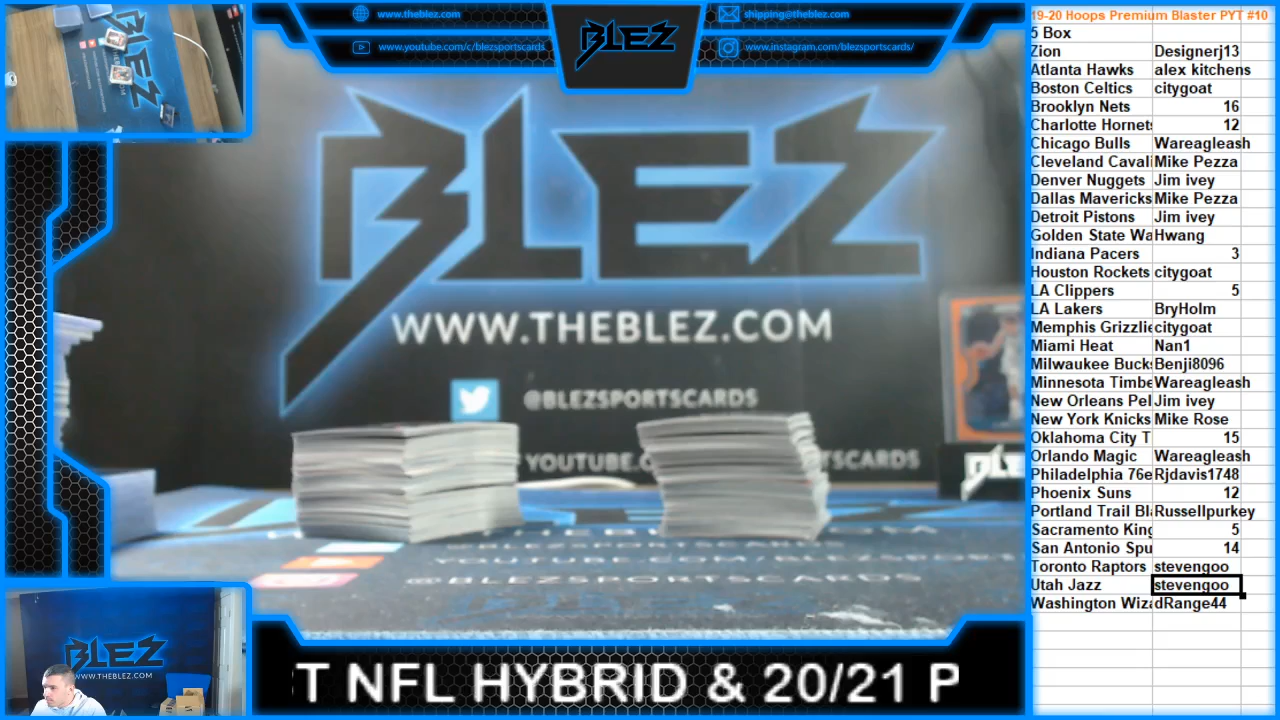 www.theblez.com
shipping@theblez.com
www.youtube.com/c/blezsportscards
www.instagram.com/blezsportscards/
BLEZ
BLEZ
WWW.THEBLEZ.COM
@BLEZSPORTSCARDS
YOUTUBE.C
TSCARDS
@BLEZSPORTSCARDS
BLEZ
WWW.THEBLEZ.COM
T NFL HYBRID & 20/21 P
19-20 Hoops Premium Blaster PYT #10
5 Box
Zion Designerj13
Atlanta Hawks alex kitchens
Boston Celtics citygoat
Brooklyn Nets 16
Charlotte Hornets 12
Chicago Bulls Wareagleash
Cleveland Cavali Mike Pezza
Denver Nuggets Jim ivey
Dallas Mavericks Mike Pezza
Detroit Pistons Jim ivey
Golden State Wa Hwang
Indiana Pacers 3
Houston Rockets citygoat
LA Clippers 5
LA Lakers BryHolm
Memphis Grizzlie citygoat
Miami Heat Nan1
Milwaukee Bucks Benji8096
Minnesota Timbe Wareagleash
New Orleans Pel Jim ivey
New York Knicks Mike Rose
Oklahoma City T 15
Orlando Magic Wareagleash
Philadelphia 76e Rjdavis1748
Phoenix Suns 12
Portland Trail Bl Russellpurkey
Sacramento King 5
San Antonio Spu 14
Toronto Raptors stevengoo
Utah Jazz stevengoo
Washington Wiza dRange44